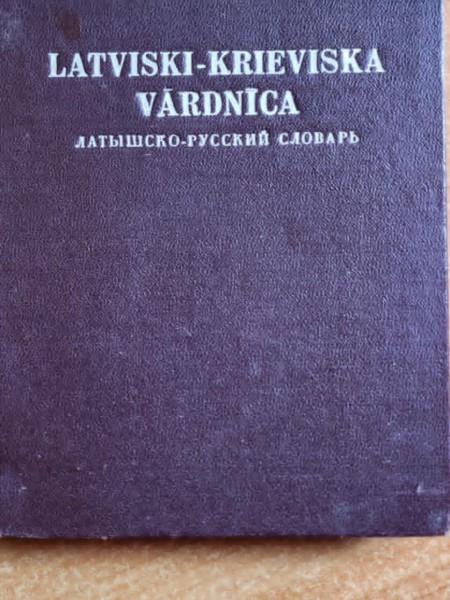 LATVISKI-KRIEVISKA
VĀRDNĪCA
ЛАТЫШСКО-РУССКИЙ СЛОВАРЬ